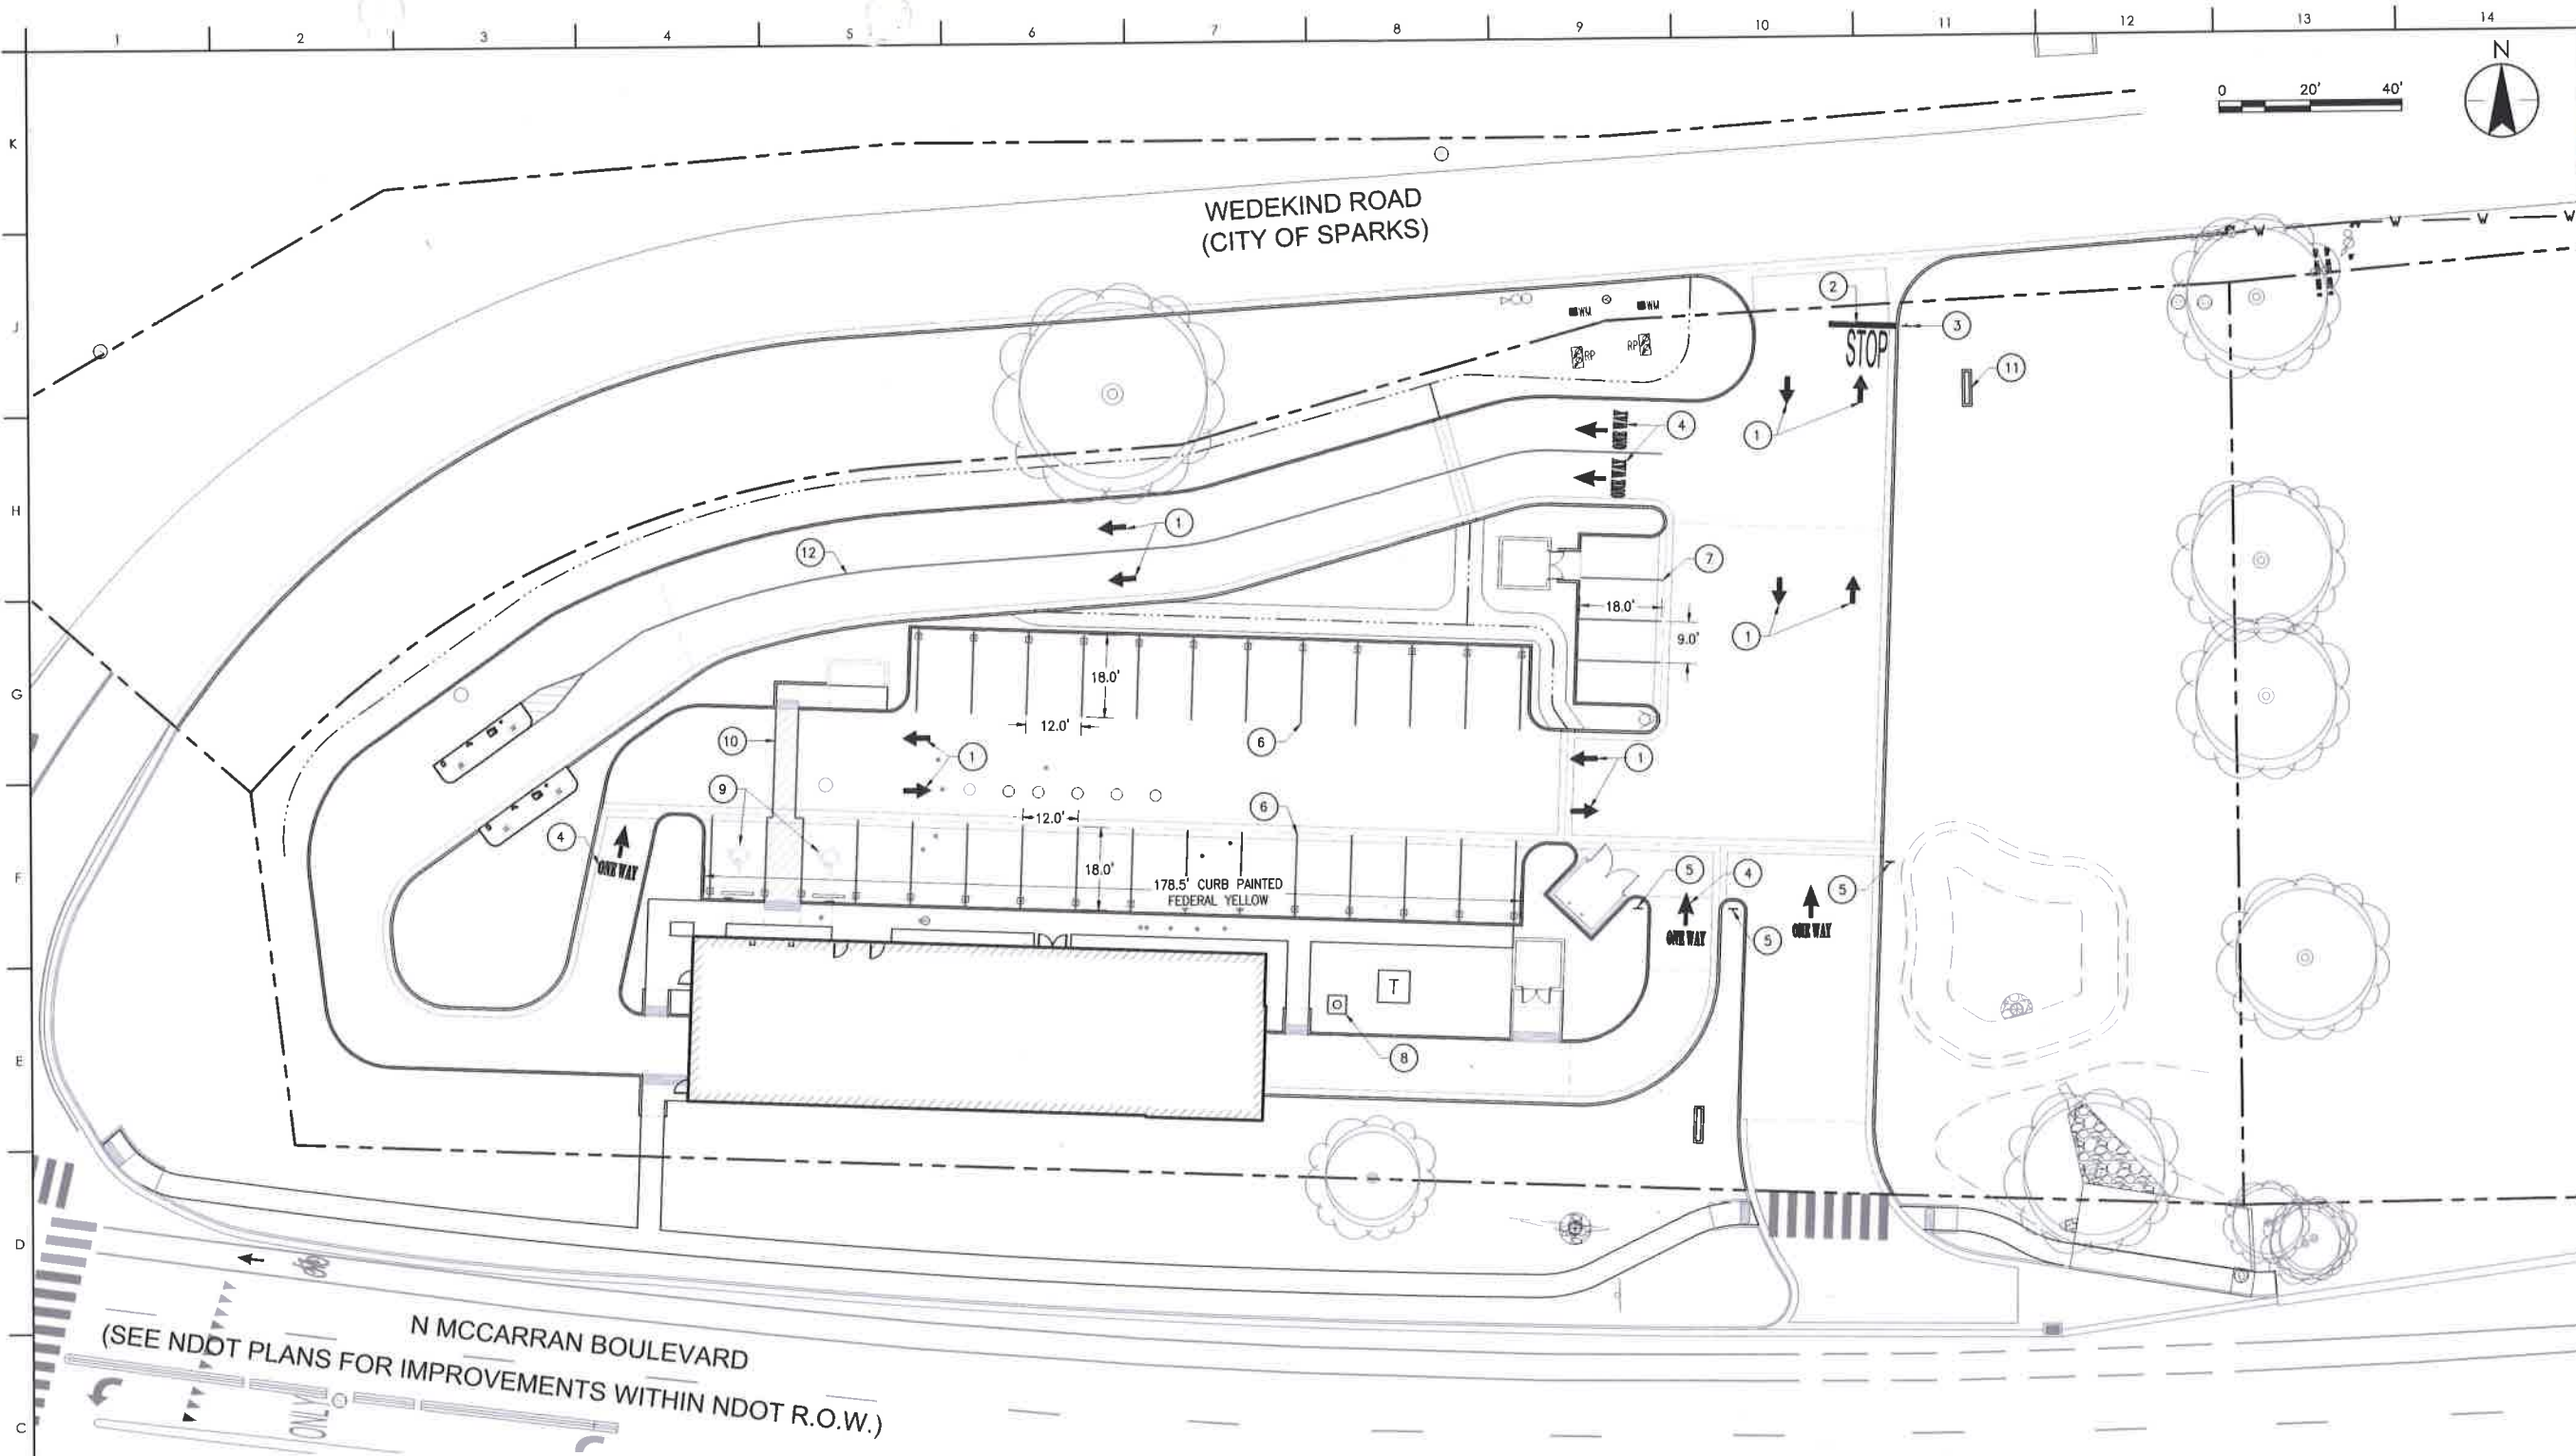 1 2 3 4 5 6 7 8 9 10 11 12 13 14
N
0 20' 40'
K
WEDEKIND ROAD
(CITY OF SPARKS)
W W W W
J
2
3
STOP
WM WM
RP RP
11
1
ONE WAY
4
ONE WAY
H
1
12
7
18.0'
9.0'
1
G
18.0'
12.0'
10
6
1
1
9
6
12.0'
4
ONE WAY
F
18.0'
178.5' CURB PAINTED
FEDERAL YELLOW
5
4
5
ONE WAY
ONE WAY
5
T
8
E
D
N MCCARRAN BOULEVARD
(SEE NDOT PLANS FOR IMPROVEMENTS WITHIN NDOT R.O.W.)
ONLY
C